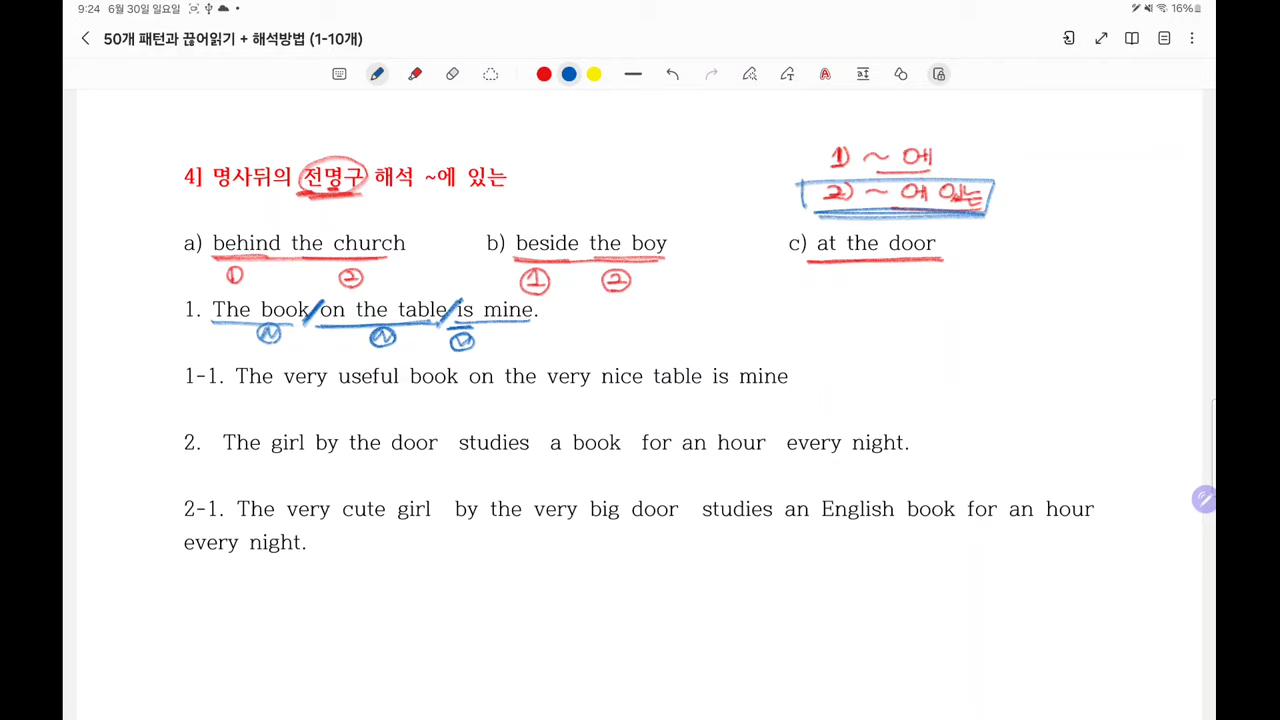 9:24 6월 30일 일요일 16%
50개 패턴과 끊어읽기 + 해석방법 (1-10개)
1) ~ 에
4] 명사뒤의 전명구 해석 ~에 있는
2) ~ 에 있는
a) behind the church b) beside the boy c) at the door
① ② ① ②
1. The book / on the table / is mine.
N N V
1-1. The very useful book on the very nice table is mine
2. The girl by the door studies a book for an hour every night.
2-1. The very cute girl by the very big door studies an English book for an hour
every night.